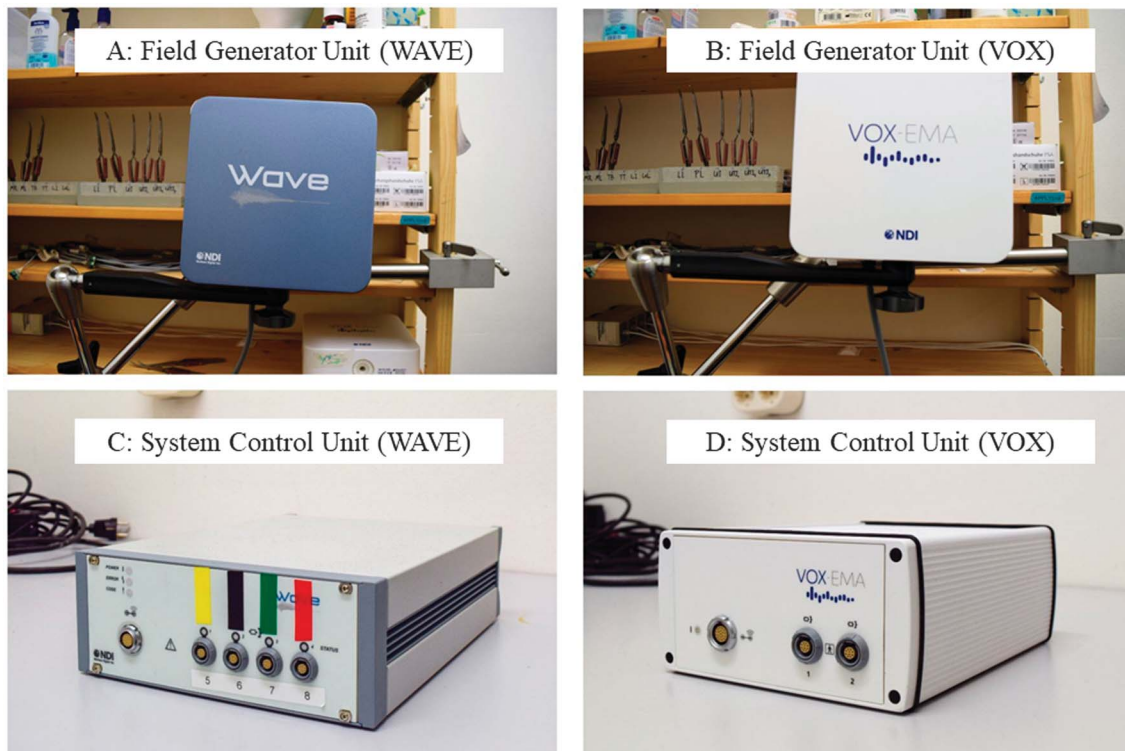 A: Field Generator Unit (WAVE)
Wave
NDI
B: Field Generator Unit (VOX)
VOX-EMA
NDI
C: System Control Unit (WAVE)
POWER
ERROR
Wave
STATUS
NDI
5 6 7 8
D: System Control Unit (VOX)
VOX-EMA
1 2